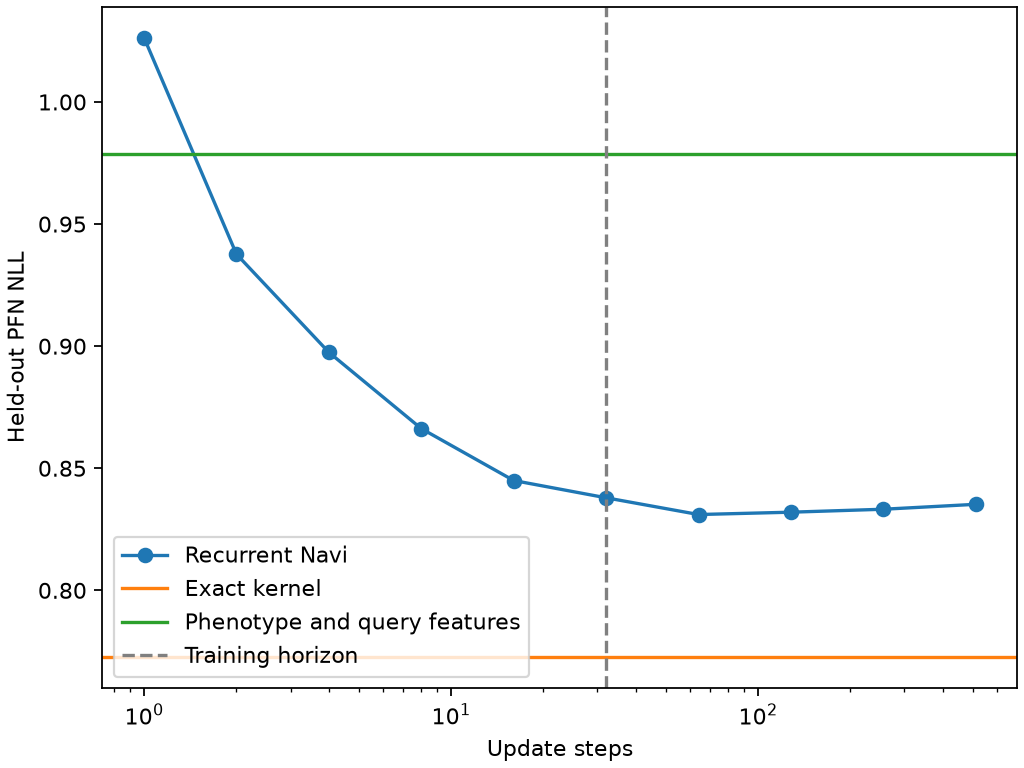 1.00
0.95
0.90
0.85
0.80
Held-out PFN NLL
Recurrent Navi
Exact kernel
Phenotype and query features
Training horizon
10⁰
10¹
10²
Update steps